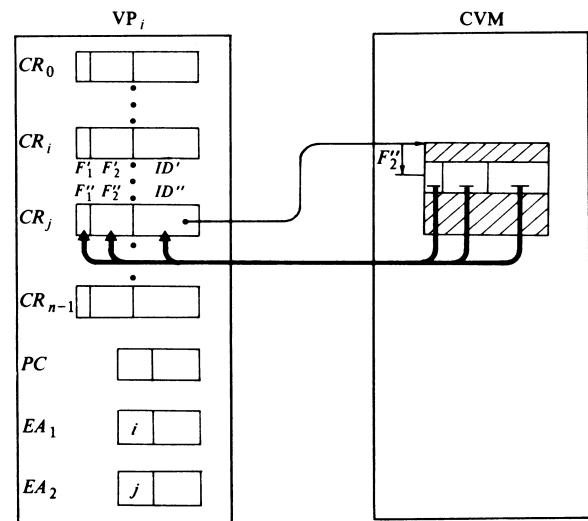 VP_i CVM
CR_0
CR_i
F'_1 F'_2 ID'
F''_1 F''_2 ID''
F''_2
CR_j
CR_{n-1}
PC
EA_1 i
EA_2 j